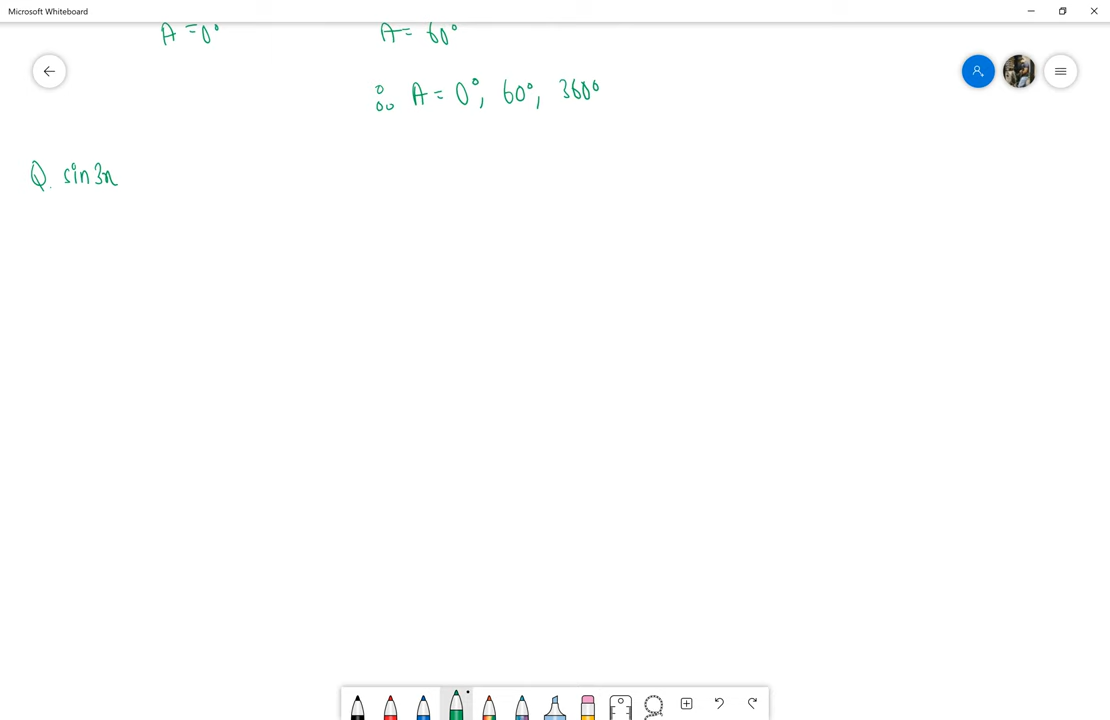 Microsoft Whiteboard
A = 0° A = 60°
∴ A = 0°, 60°, 360°
Q. sin3x